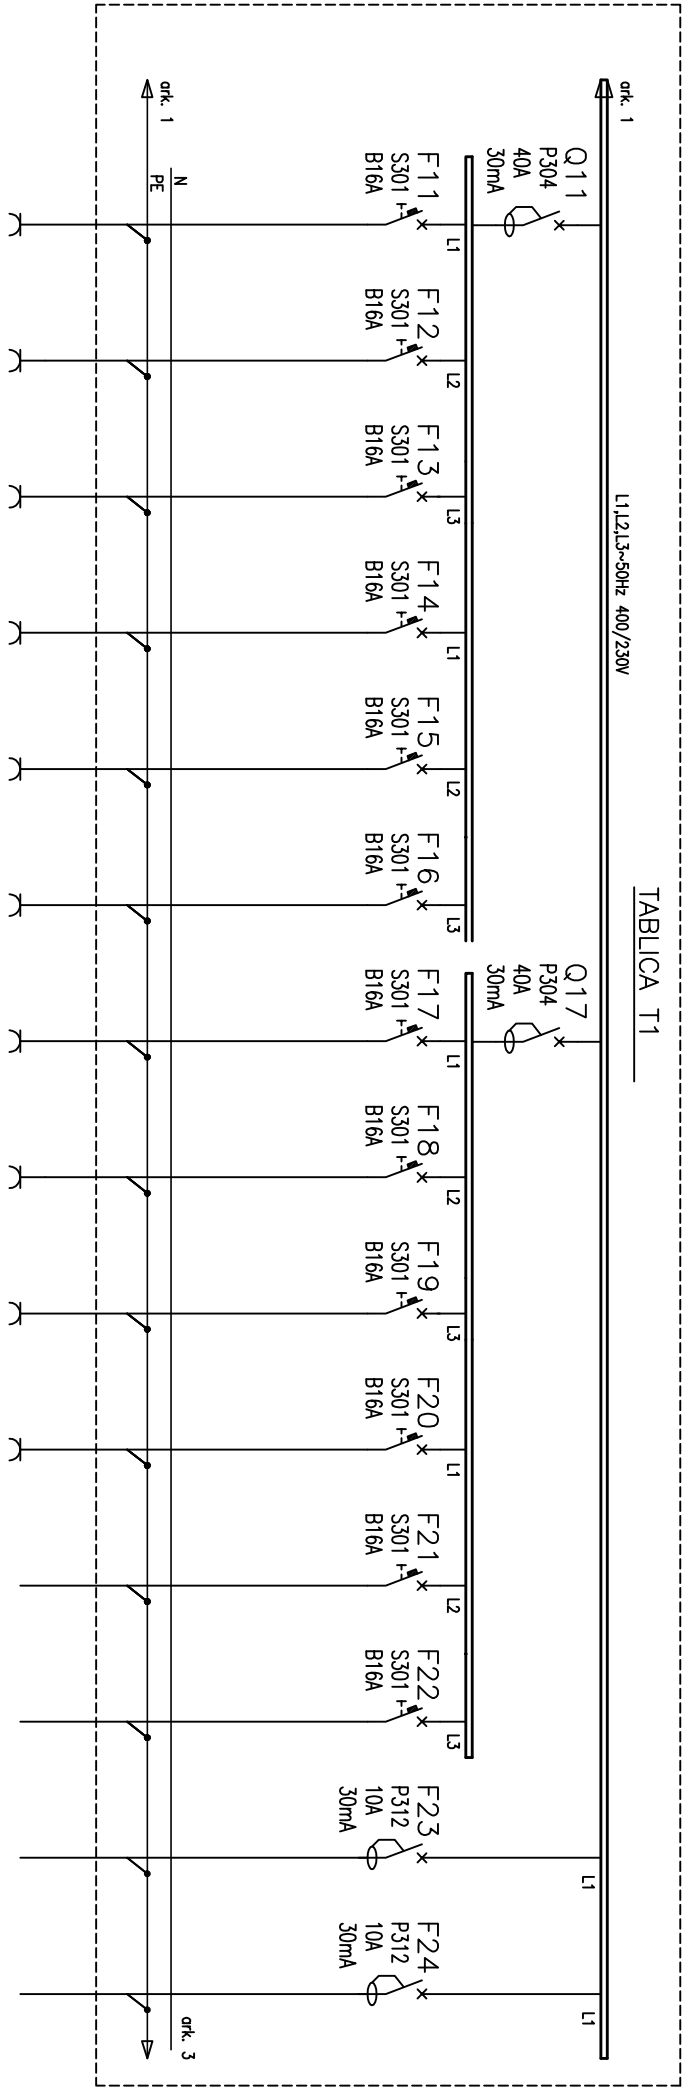 TABLICA T1
L1,L2,L3~50Hz 400/230V
ark. 1
Q11
P304
40A
30mA
Q17
P304
40A
30mA
F11
S301
B16A
L1
F12
S301
B16A
L2
F13
S301
B16A
L3
F14
S301
B16A
L1
F15
S301
B16A
L2
F16
S301
B16A
L3
F17
S301
B16A
L1
F18
S301
B16A
L2
F19
S301
B16A
L3
F20
S301
B16A
L1
F21
S301
B16A
L2
F22
S301
B16A
L3
F23
P312
10A
30mA
L1
F24
P312
10A
30mA
L1
ark. 1
N
PE
ark. 3